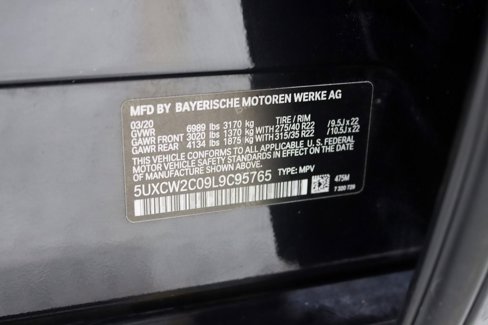 MFD BY BAYERISCHE MOTOREN WERKE AG
03/20 TIRE / RIM
GVWR 6989 lbs 3170 kg
GAWR FRONT 3020 lbs 1370 kg WITH 275/40 R22 /9.5J x 22
GAWR REAR 4134 lbs 1875 kg WITH 315/35 R22 /10.5J x 22
THIS VEHICLE CONFORMS TO ALL APPLICABLE U. S. FEDERAL
MOTOR VEHICLE SAFETY STANDARDS IN EFFECT ON THE DATE
OF MANUFACTURE SHOWN ABOVE.
5UXCW2C09L9C95765 TYPE: MPV
475M